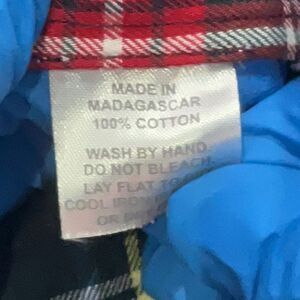 MADE IN
MADAGASCAR
100% COTTON
WASH BY HAND
DO NOT BLEACH.
LAY FLAT TO
COOL IRON
OR